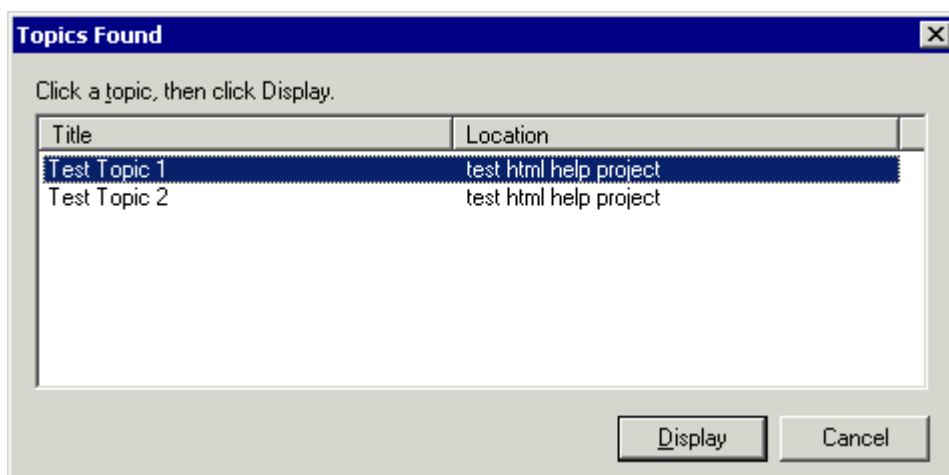 Topics Found
Click a topic, then click Display.
Title Location
Test Topic 1 test html help project
Test Topic 2 test html help project
Display Cancel